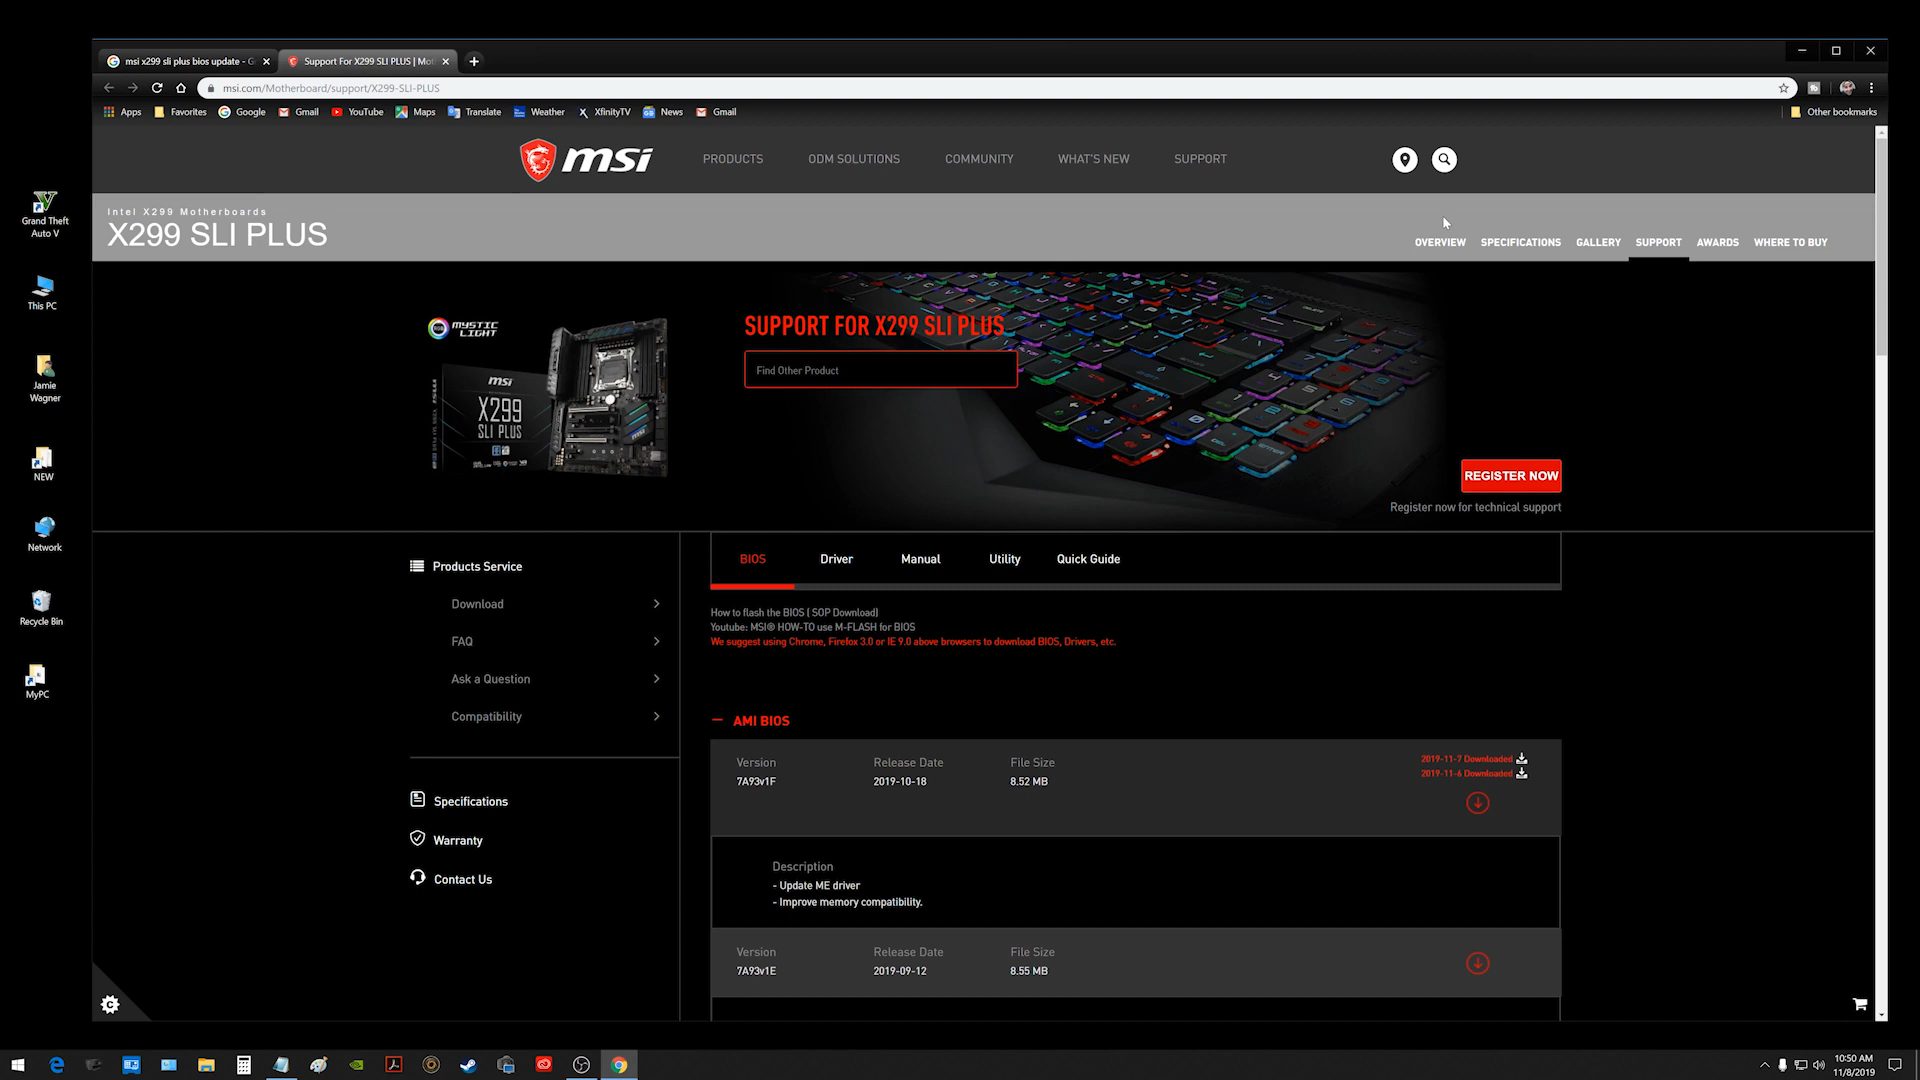 msi x299 sli plus bios update - G
Support For X299 SLI PLUS | Mot
msi.com/Motherboard/support/X299-SLI-PLUS
Apps
Favorites
Google
Gmail
YouTube
Maps
Translate
Weather
XfinityTV
News
Gmail
Other bookmarks
msi
PRODUCTS
ODM SOLUTIONS
COMMUNITY
WHAT'S NEW
SUPPORT
Intel X299 Motherboards
X299 SLI PLUS
OVERVIEW
SPECIFICATIONS
GALLERY
SUPPORT
AWARDS
WHERE TO BUY
Grand Theft
Auto V
This PC
Jamie
Wagner
NEW
Network
Recycle Bin
MyPC
MYSTIC
LIGHT
msi
X299
SLI PLUS
SUPPORT FOR X299 SLI PLUS
Find Other Product
REGISTER NOW
Register now for technical support
Products Service
Download
FAQ
Ask a Question
Compatibility
Specifications
Warranty
Contact Us
BIOS
Driver
Manual
Utility
Quick Guide
How to flash the BIOS ( SOP Download)
Youtube: MSI® HOW-TO use M-FLASH for BIOS
We suggest using Chrome, Firefox 3.0 or IE 9.0 above browsers to download BIOS, Drivers, etc.
AMI BIOS
Version
Release Date
File Size
7A93v1F
2019-10-18
8.52 MB
2019-11-7 Downloaded
2019-11-6 Downloaded
Description
- Update ME driver
- Improve memory compatibility.
Version
Release Date
File Size
7A93v1E
2019-09-12
8.55 MB
10:50 AM
11/8/2019